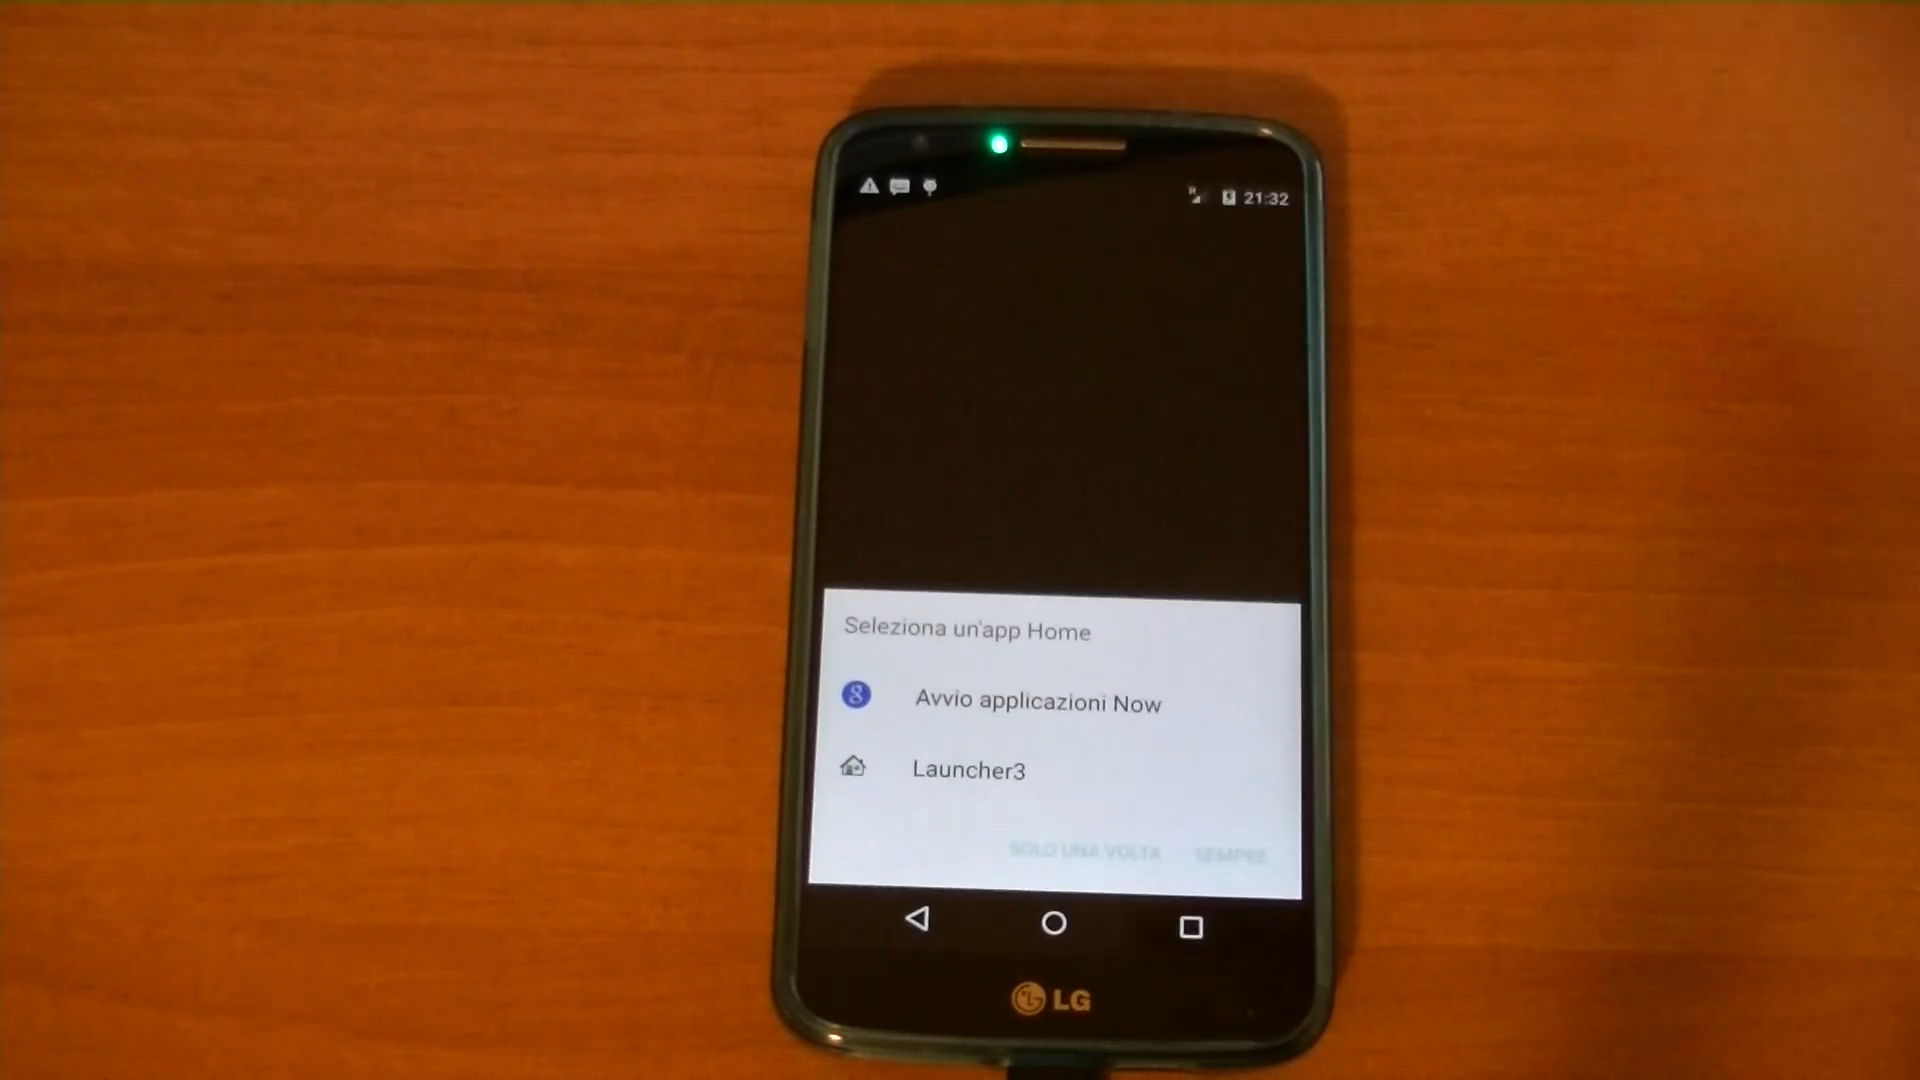 21:32
Seleziona un'app Home
Avvio applicazioni Now
Launcher3
SOLO UNA VOLTA SEMPRE
LG